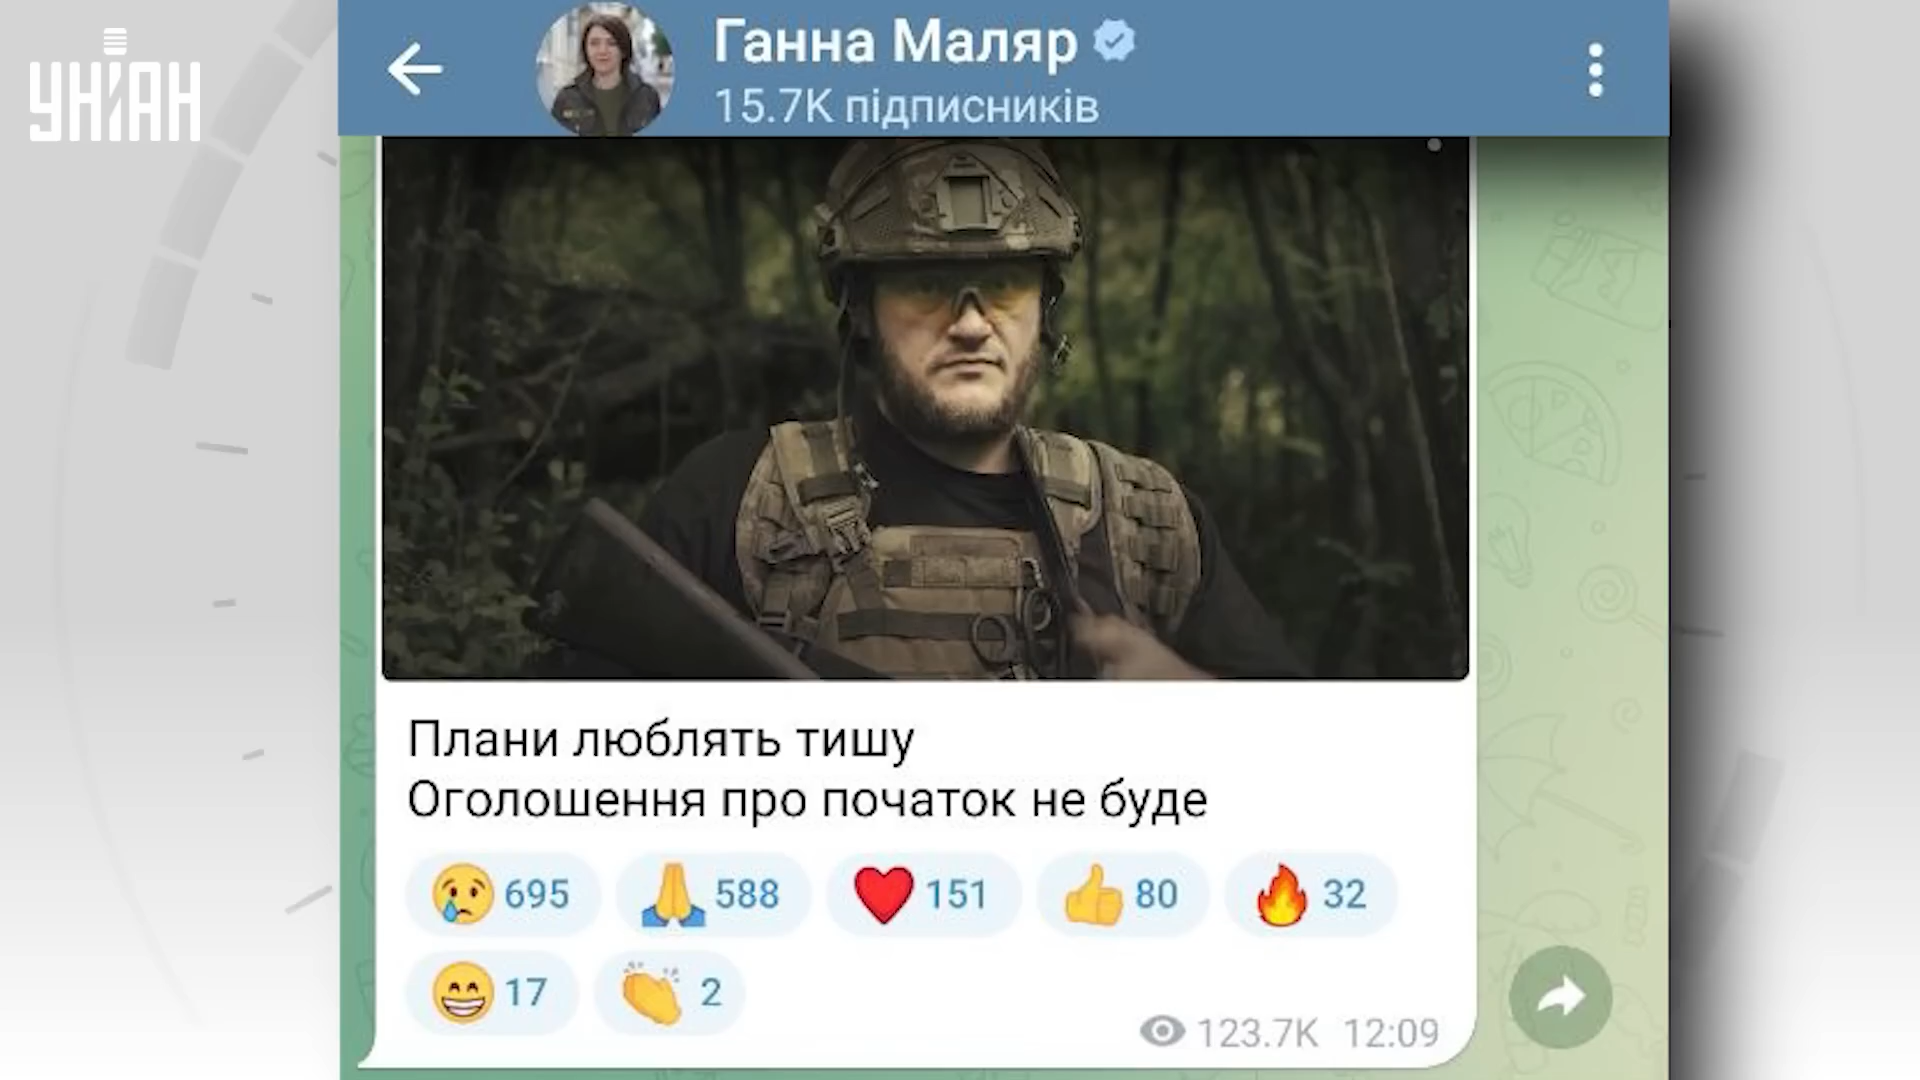 УНІАН
Ганна Маляр
15.7K підписників
Плани люблять тишу
Оголошення про початок не буде
695 588 151 80 32
17 2
123.7K 12:09